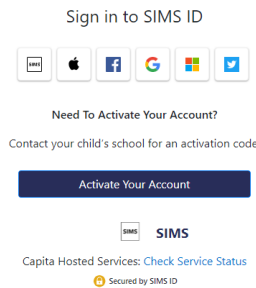 Sign in to SIMS ID
SIMS
Need To Activate Your Account?
Contact your child's school for an activation code
Activate Your Account
SIMS SIMS
Capita Hosted Services: Check Service Status
Secured by SIMS ID